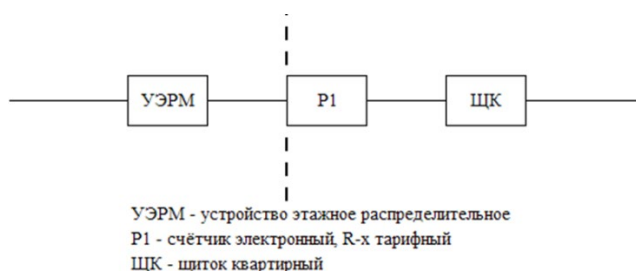 УЭРМ Р1 ЩК
УЭРМ - устройство этажное распределительное
Р1 - счётчик электронный, R-х тарифный
ЩК - щиток квартирный